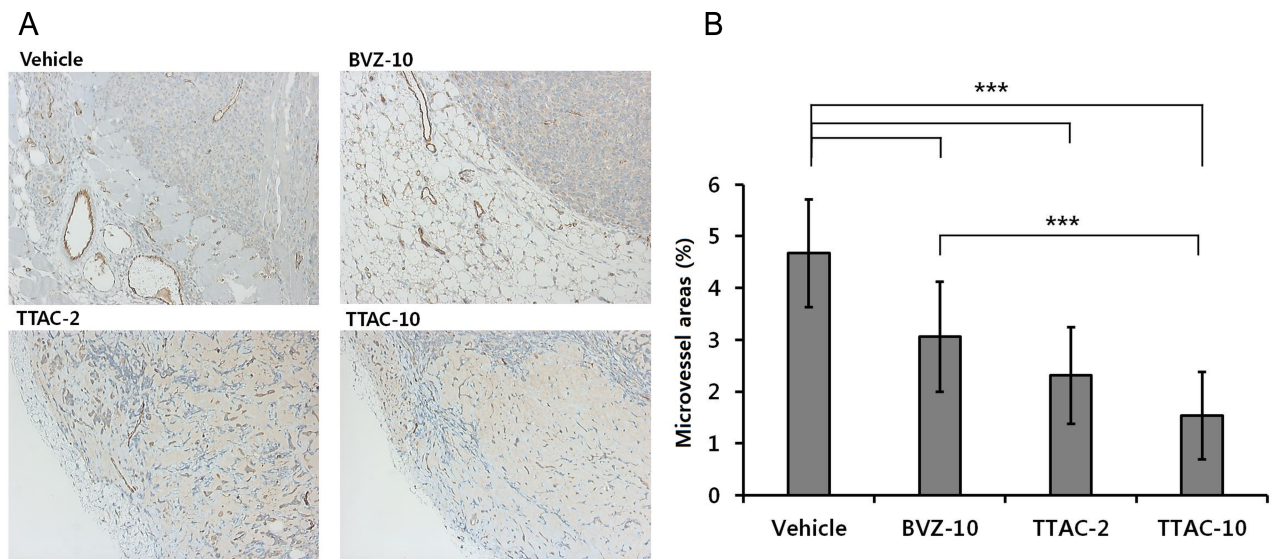 A
B
Vehicle
BVZ-10
TTAC-2
TTAC-10
***
***
Microvessel areas (%)
6
5
4
3
2
1
0
Vehicle BVZ-10 TTAC-2 TTAC-10